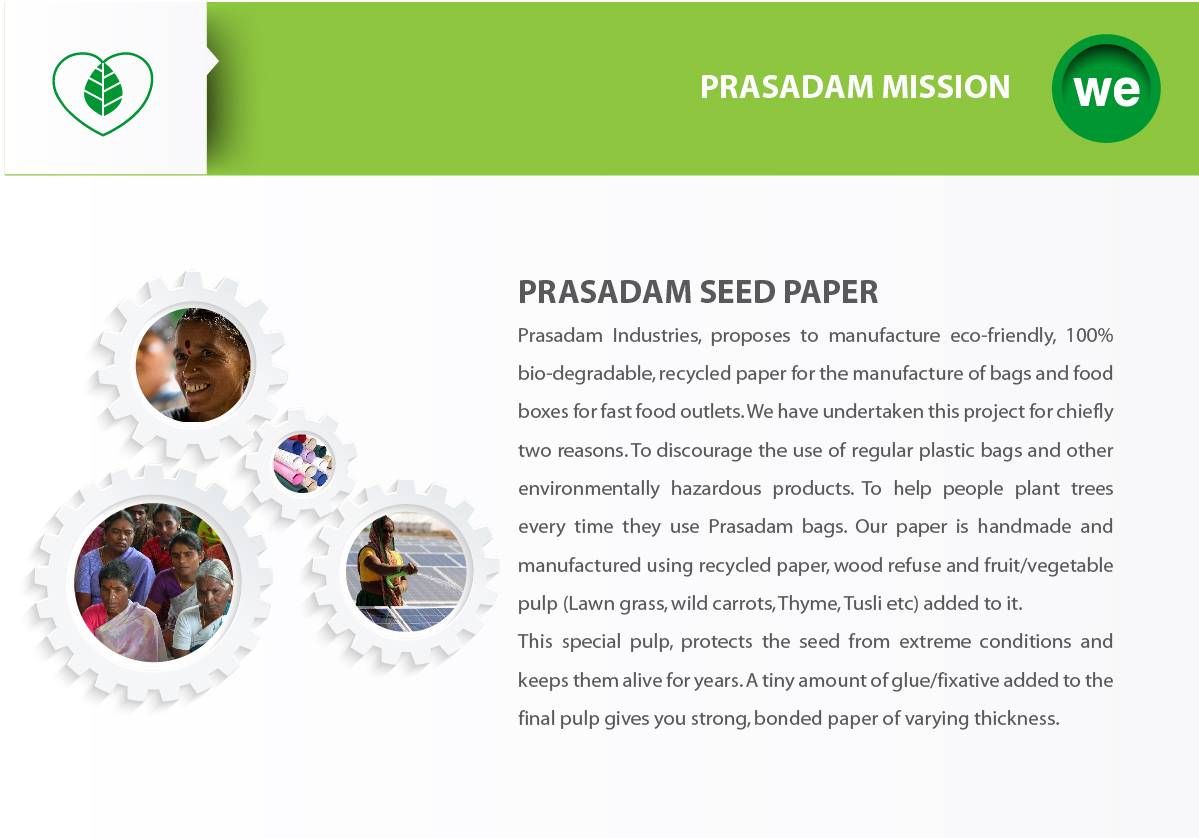 PRASADAM MISSION
we
PRASADAM SEED PAPER
Prasadam Industries, proposes to manufacture eco-friendly, 100%
bio-degradable, recycled paper for the manufacture of bags and food
boxes for fast food outlets. We have undertaken this project for chiefly
two reasons. To discourage the use of regular plastic bags and other
environmentally hazardous products. To help people plant trees
every time they use Prasadam bags. Our paper is handmade and
manufactured using recycled paper, wood refuse and fruit/vegetable
pulp (Lawn grass, wild carrots, Thyme, Tusli etc) added to it.
This special pulp, protects the seed from extreme conditions and
keeps them alive for years. A tiny amount of glue/fixative added to the
final pulp gives you strong, bonded paper of varying thickness.